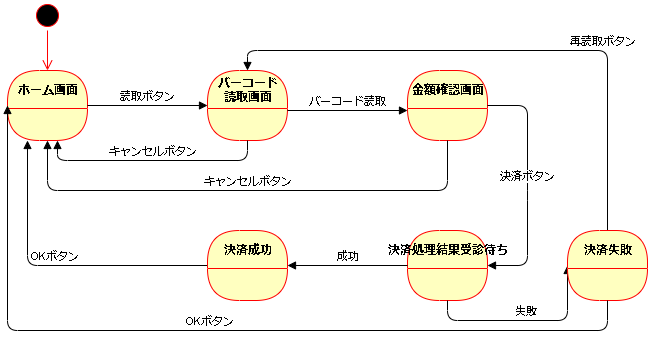 再読取ボタン
ホーム画面
バーコード
読取画面
金額確認画面
読取ボタン
バーコード読取
キャンセルボタン
キャンセルボタン
決済ボタン
決済成功
決済処理結果受診待ち
決済失敗
OKボタン
成功
失敗
OKボタン